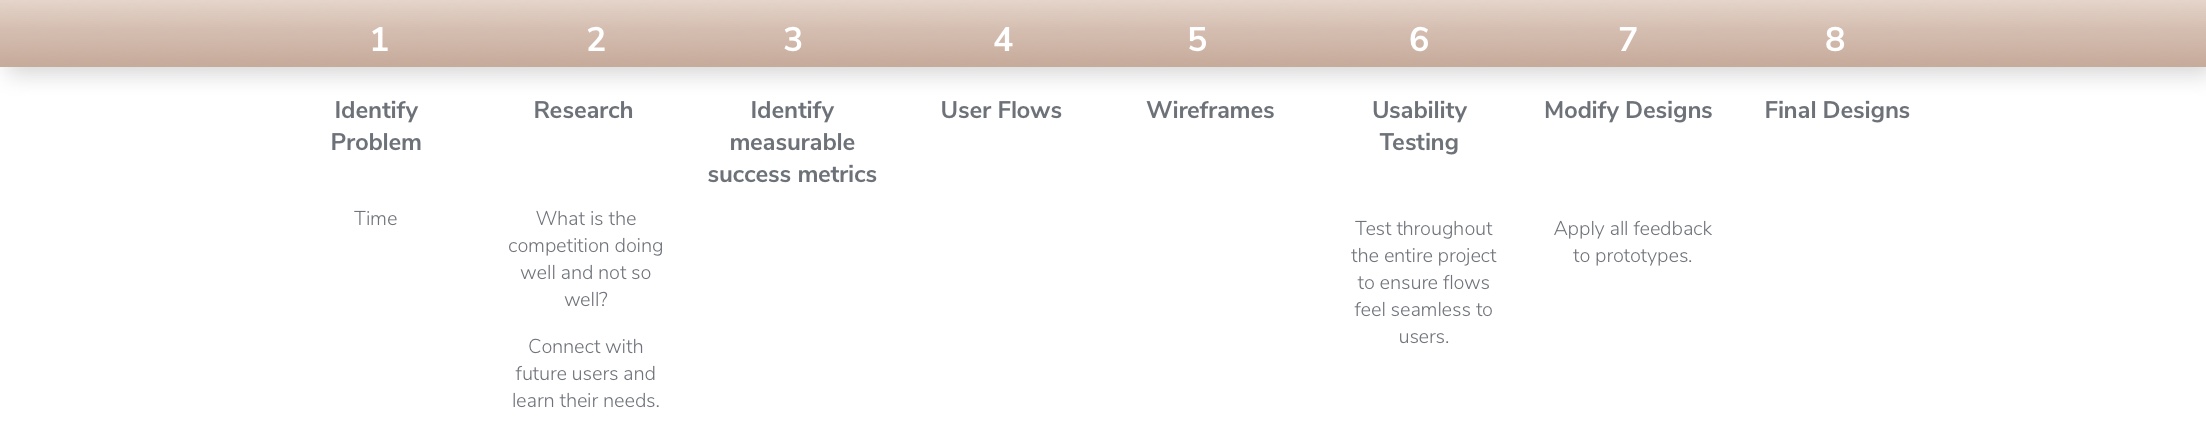 1 2 3 4 5 6 7 8
Identify
Problem
Time
Research
What is the
competition doing
well and not so
well?
Connect with
future users and
learn their needs.
Identify
measurable
success metrics
User Flows
Wireframes
Usability
Testing
Test throughout
the entire project
to ensure flows
feel seamless to
users.
Modify Designs
Apply all feedback
to prototypes.
Final Designs